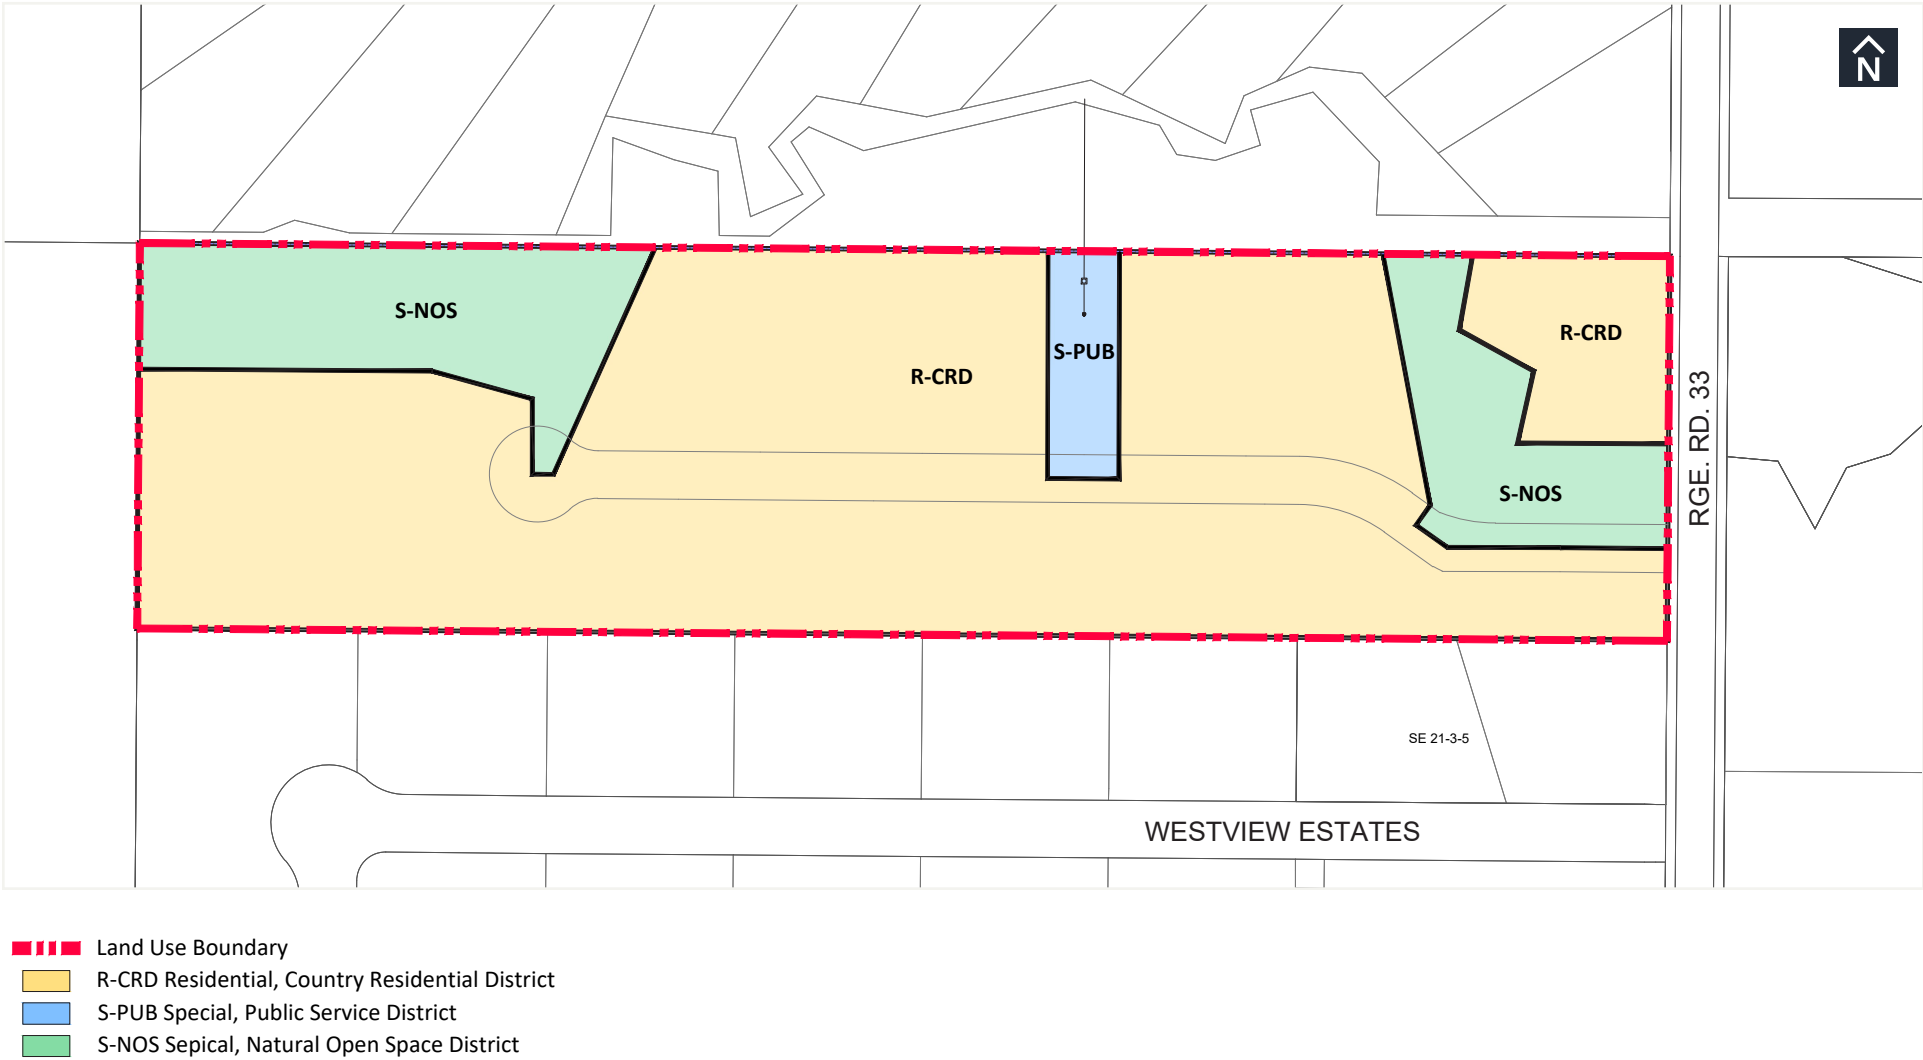 N
S-NOS
R-CRD
S-PUB
R-CRD
S-NOS
RGE. RD. 33
SE 21-3-5
WESTVIEW ESTATES
Land Use Boundary
R-CRD Residential, Country Residential District
S-PUB Special, Public Service District
S-NOS Sepical, Natural Open Space District